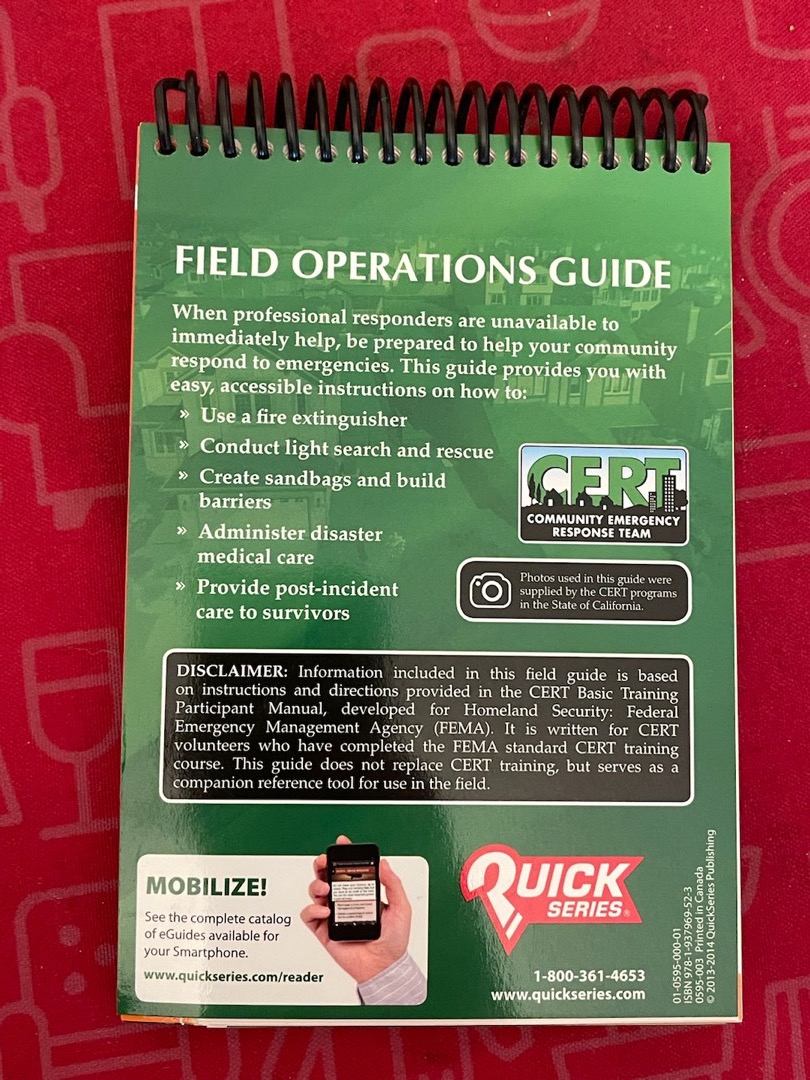 FIELD OPERATIONS GUIDE
When professional responders are unavailable to
immediately help, be prepared to help your community
respond to emergencies. This guide provides you with
easy, accessible instructions on how to:
» Use a fire extinguisher
» Conduct light search and rescue
» Create sandbags and build
barriers
» Administer disaster
medical care
» Provide post-incident
care to survivors
CERT
COMMUNITY EMERGENCY
RESPONSE TEAM
Photos used in this guide were
supplied by the CERT programs
in the State of California.
DISCLAIMER: Information included in this field guide is based
on instructions and directions provided in the CERT Basic Training
Participant Manual, developed for Homeland Security: Federal
Emergency Management Agency (FEMA). It is written for CERT
volunteers who have completed the FEMA standard CERT training
course. This guide does not replace CERT training, but serves as a
companion reference tool for use in the field.
MOBILIZE!
See the complete catalog
of eGuides available for
your Smartphone.
www.quickseries.com/reader
QUICK
SERIES®
1-800-361-4653
www.quickseries.com
01-0595-000-01
ISBN 978-1-937969-52-3
0595-003 Printed in Canada
© 2013-2014 QuickSeries Publishing